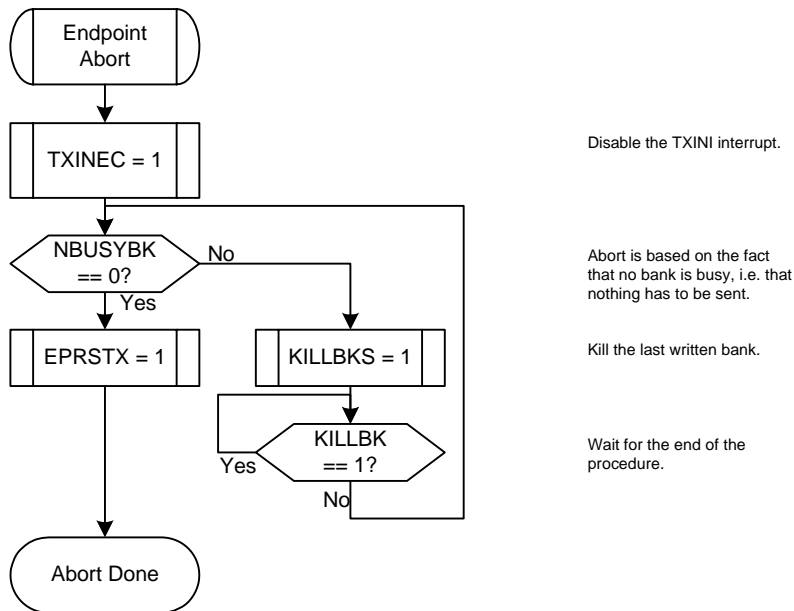 Endpoint
Abort
TXINEC = 1
Disable the TXINI interrupt.
NBUSYBK
== 0?
No
Yes
Abort is based on the fact
that no bank is busy, i.e. that
nothing has to be sent.
EPRSTX = 1
KILLBKS = 1
Kill the last written bank.
KILLBK
== 1?
Yes
No
Wait for the end of the
procedure.
Abort Done